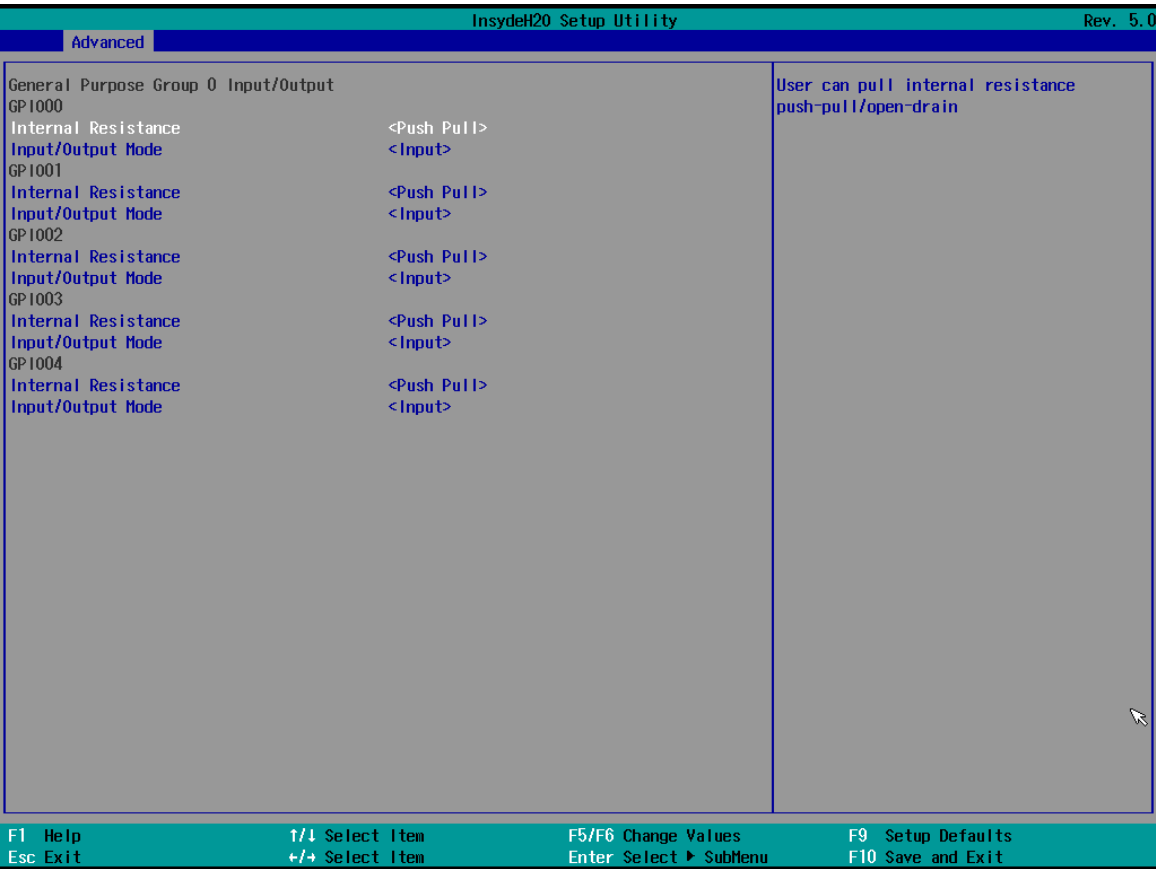 InsydeH20 Setup Utility Rev. 5.0
Advanced
General Purpose Group 0 Input/Output
GPIO00
Internal Resistance <Push Pull>
Input/Output Mode <Input>
GPIO01
Internal Resistance <Push Pull>
Input/Output Mode <Input>
GPIO02
Internal Resistance <Push Pull>
Input/Output Mode <Input>
GPIO03
Internal Resistance <Push Pull>
Input/Output Mode <Input>
GPIO04
Internal Resistance <Push Pull>
Input/Output Mode <Input>
User can pull internal resistance
push-pull/open-drain
F1 Help ↑/↓ Select Item F5/F6 Change Values F9 Setup Defaults
Esc Exit ←/→ Select Item Enter Select ▶ SubMenu F10 Save and Exit